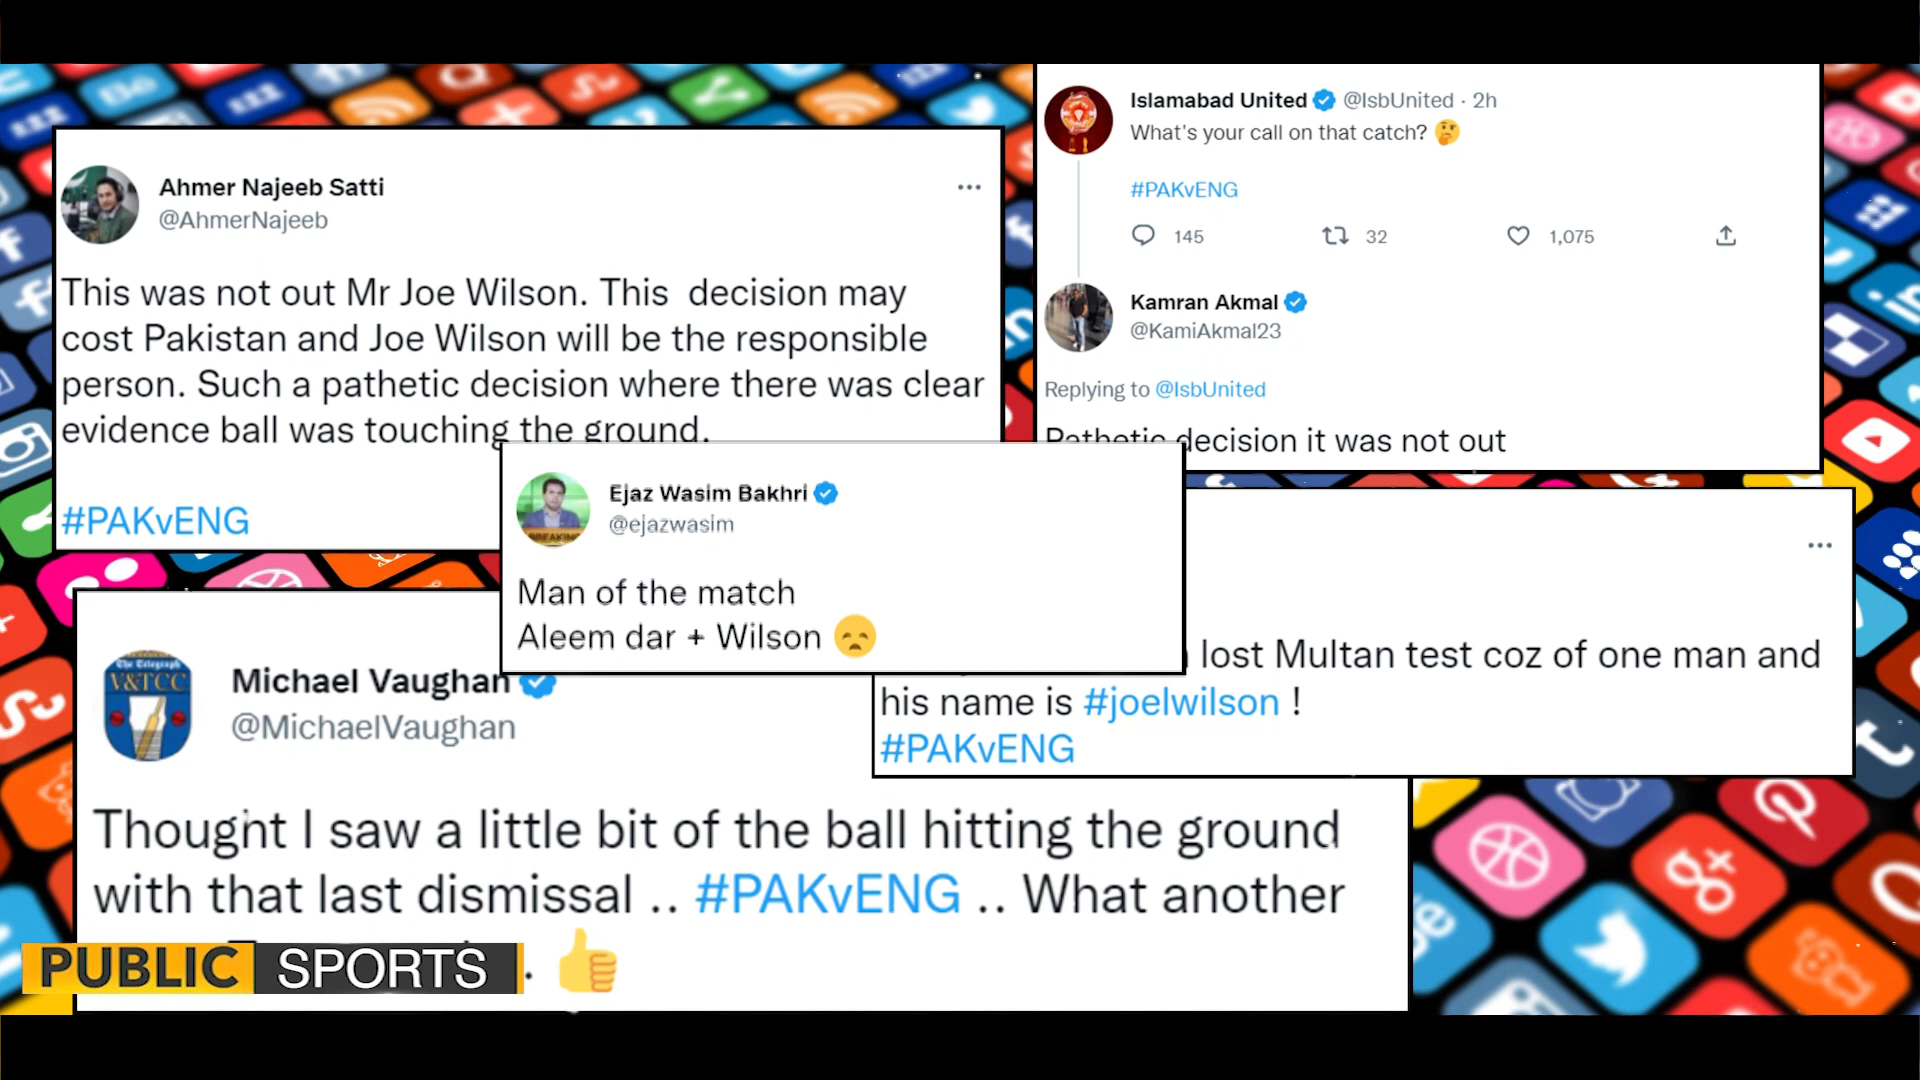 Ahmer Najeeb Satti
@AhmerNajeeb
This was not out Mr Joe Wilson. This decision may
cost Pakistan and Joe Wilson will be the responsible
person. Such a pathetic decision where there was clear
evidence ball was touching the ground.
#PAKvENG
Islamabad United @IsbUnited · 2h
What's your call on that catch? 🤔
#PAKvENG
145 32 1,075
Kamran Akmal
@KamiAkmal23
Replying to @IsbUnited
Pathetic decision it was not out
Ejaz Wasim Bakhri
@ejazwasim
BREAKING
Man of the match
Aleem dar + Wilson 😞
lost Multan test coz of one man and
his name is #joelwilson !
#PAKvENG
The Telegraph
V&TCC
Michael Vaughan
@MichaelVaughan
Thought I saw a little bit of the ball hitting the ground
with that last dismissal .. #PAKvENG .. What another
. 👍
PUBLIC SPORTS